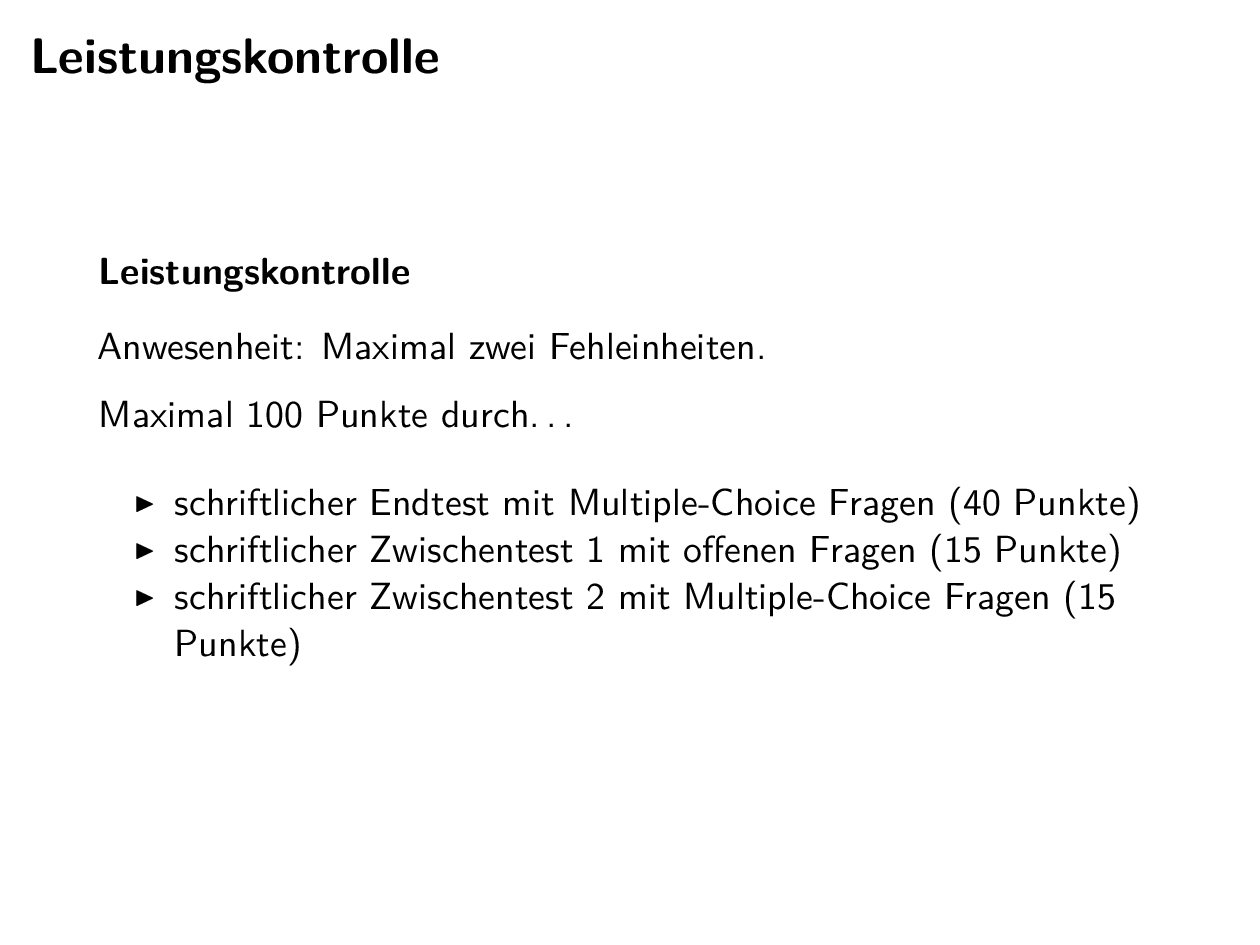 Leistungskontrolle
Leistungskontrolle
Anwesenheit: Maximal zwei Fehleinheiten.
Maximal 100 Punkte durch. . .
▶ schriftlicher Endtest mit Multiple-Choice Fragen (40 Punkte)
▶ schriftlicher Zwischentest 1 mit offenen Fragen (15 Punkte)
▶ schriftlicher Zwischentest 2 mit Multiple-Choice Fragen (15
Punkte)